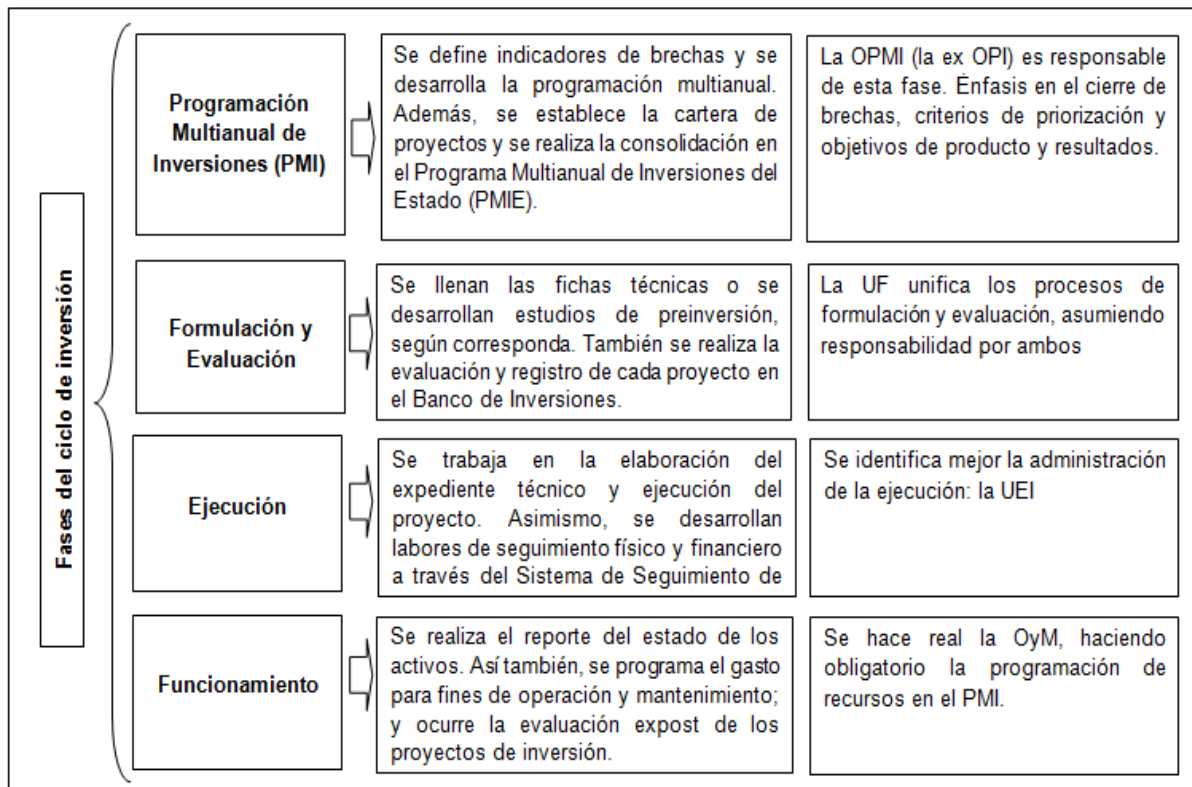 Fases del ciclo de inversión
Programación
Multianual de
Inversiones (PMI)
Se define indicadores de brechas y se
desarrolla la programación multianual.
Además, se establece la cartera de
proyectos y se realiza la consolidación en
el Programa Multianual de Inversiones del
Estado (PMIE).
La OPMI (la ex OPI) es responsable
de esta fase. Énfasis en el cierre de
brechas, criterios de priorización y
objetivos de producto y resultados.
Formulación y
Evaluación
Se llenan las fichas técnicas o se
desarrollan estudios de preinversión,
según corresponda. También se realiza la
evaluación y registro de cada proyecto en
el Banco de Inversiones.
La UF unifica los procesos de
formulación y evaluación, asumiendo
responsabilidad por ambos
Ejecución
Se trabaja en la elaboración del
expediente técnico y ejecución del
proyecto. Asimismo, se desarrollan
labores de seguimiento físico y financiero
a través del Sistema de Seguimiento de
Se identifica mejor la administración
de la ejecución: la UEI
Funcionamiento
Se realiza el reporte del estado de los
activos. Así también, se programa el gasto
para fines de operación y mantenimiento;
y ocurre la evaluación expost de los
proyectos de inversión.
Se hace real la OyM, haciendo
obligatorio la programación de
recursos en el PMI.